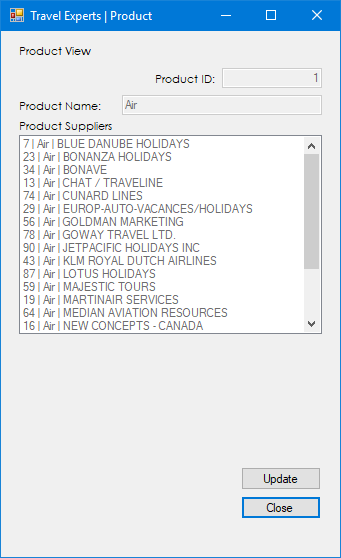 Travel Experts | Product
Product View
Product ID: 1
Product Name: Air
Product Suppliers
7 | Air | BLUE DANUBE HOLIDAYS
23 | Air | BONANZA HOLIDAYS
34 | Air | BONAVE
13 | Air | CHAT / TRAVELINE
74 | Air | CUNARD LINES
29 | Air | EUROP-AUTO-VACANCES/HOLIDAYS
56 | Air | GOLDMAN MARKETING
78 | Air | GOWAY TRAVEL LTD.
90 | Air | JETPACIFIC HOLIDAYS INC
43 | Air | KLM ROYAL DUTCH AIRLINES
87 | Air | LOTUS HOLIDAYS
59 | Air | MAJESTIC TOURS
19 | Air | MARTINAIR SERVICES
64 | Air | MEDIAN AVIATION RESOURCES
16 | Air | NEW CONCEPTS - CANADA
Update
Close